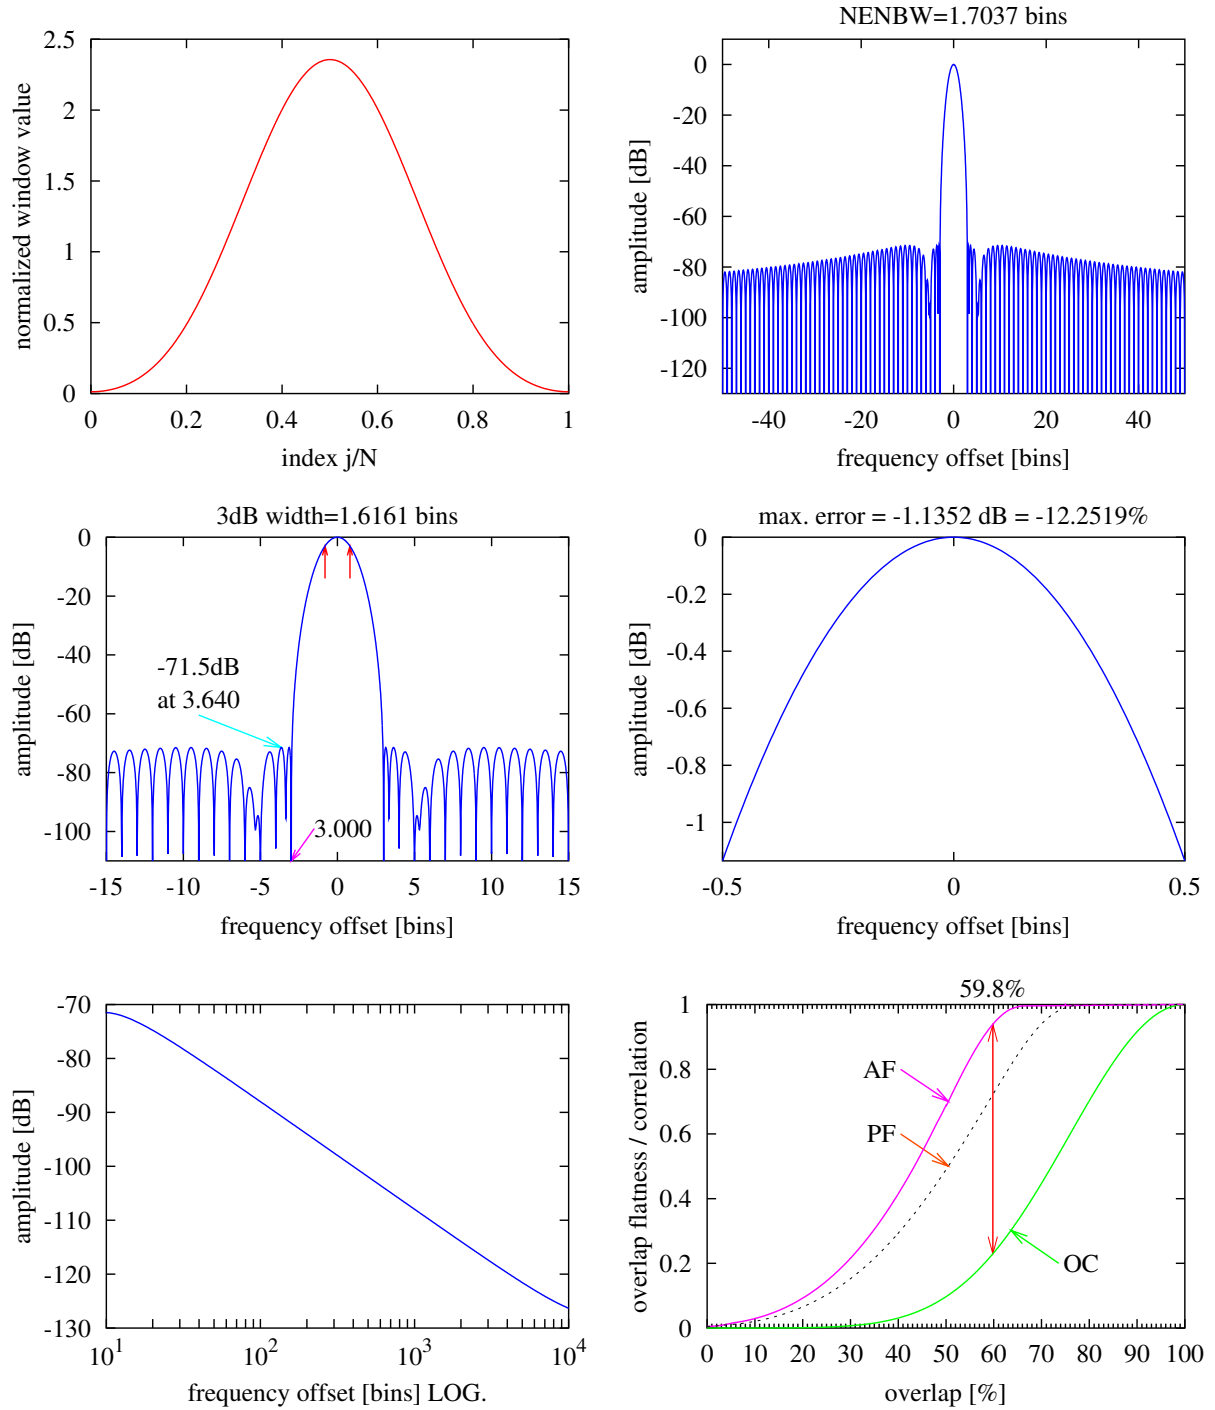 normalized window value
2.5
2
1.5
1
0.5
0
0 0.2 0.4 0.6 0.8 1
index j/N
NENBW=1.7037 bins
amplitude [dB]
0
-20
-40
-60
-80
-100
-120
-40 -20 0 20 40
frequency offset [bins]
3dB width=1.6161 bins
amplitude [dB]
0
-20
-40
-60
-80
-100
-71.5dB
at 3.640
3.000
-15 -10 -5 0 5 10 15
frequency offset [bins]
max. error = -1.1352 dB = -12.2519%
amplitude [dB]
0
-0.2
-0.4
-0.6
-0.8
-1
-0.5 0 0.5
frequency offset [bins]
amplitude [dB]
-70
-80
-90
-100
-110
-120
-130
10¹ 10² 10³ 10⁴
frequency offset [bins] LOG.
59.8%
overlap flatness / correlation
1
0.8
0.6
0.4
0.2
0
AF
PF
OC
0 10 20 30 40 50 60 70 80 90 100
overlap [%]